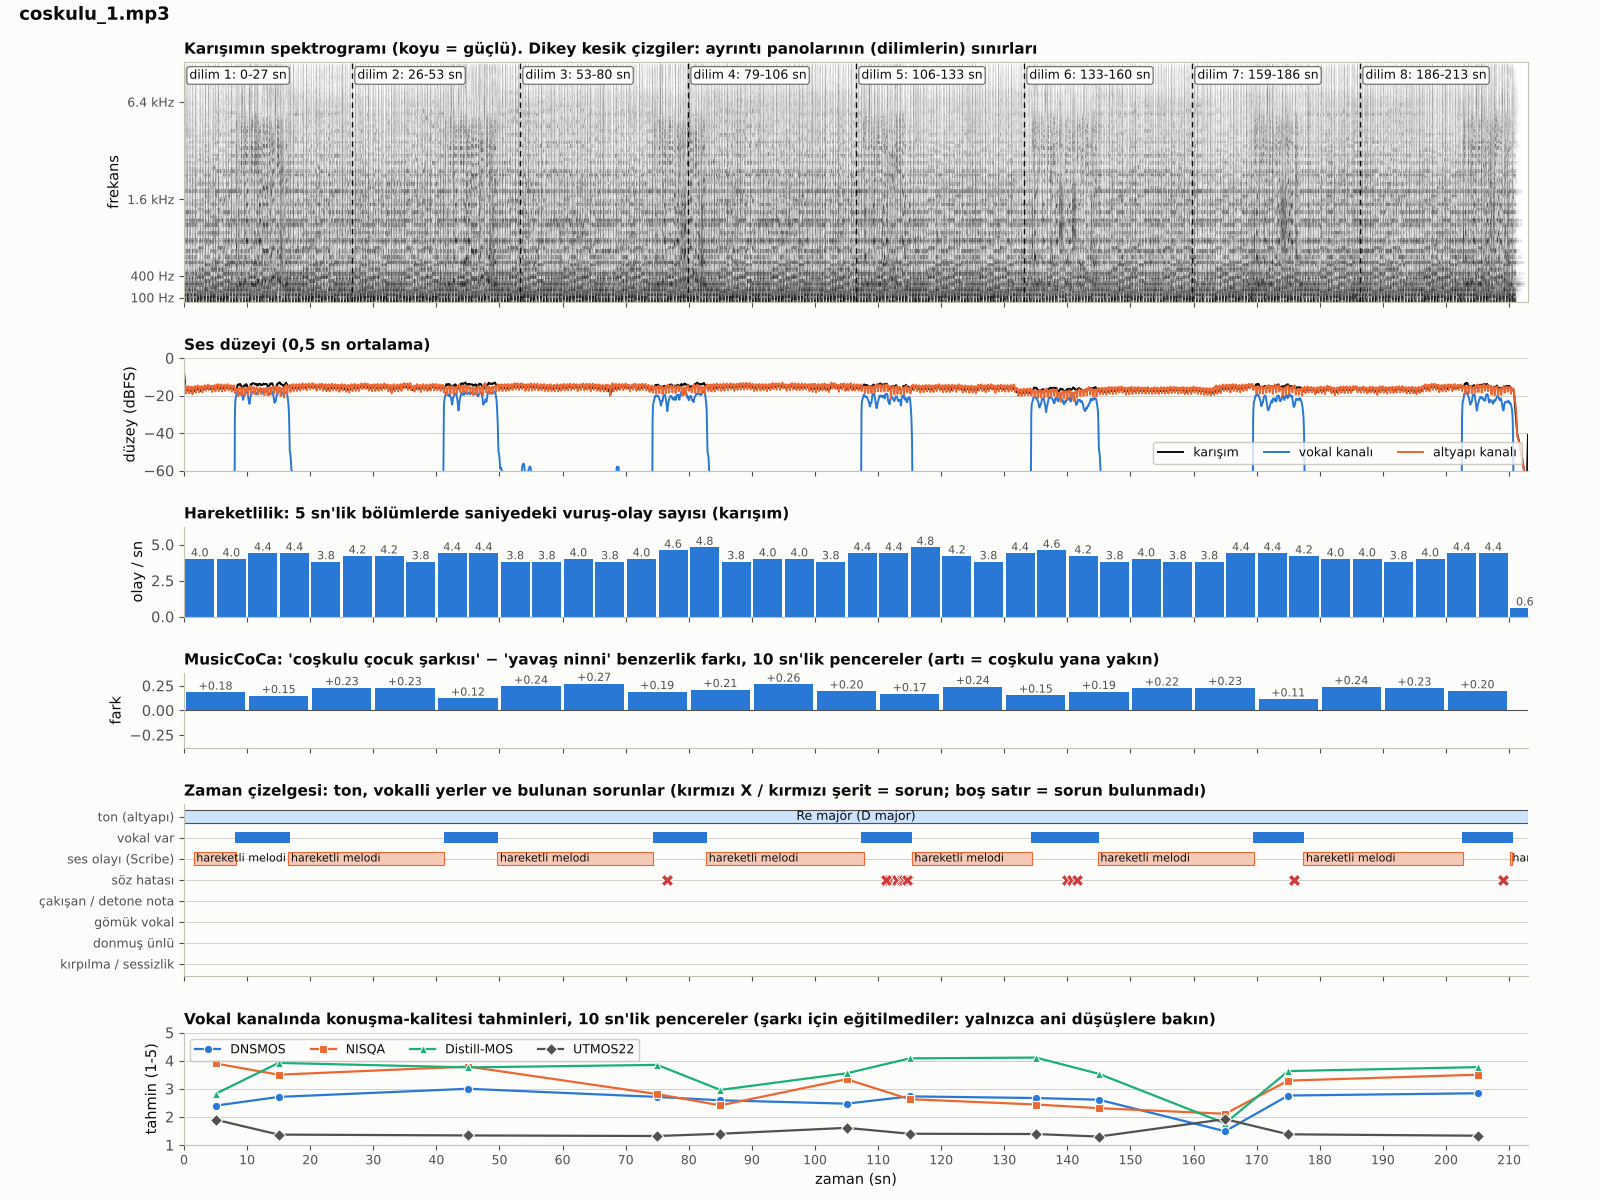 coskulu_1.mp3
Karışımın spektrogramı (koyu = güçlü). Dikey kesik çizgiler: ayrıntı panolarının (dilimlerin) sınırları
dilim 1: 0-27 sn dilim 2: 26-53 sn dilim 3: 53-80 sn dilim 4: 79-106 sn dilim 5: 106-133 sn dilim 6: 133-160 sn dilim 7: 159-186 sn dilim 8: 186-213 sn
6.4 kHz
1.6 kHz
400 Hz
100 Hz
frekans
Ses düzeyi (0,5 sn ortalama)
0
−20
−40
−60
düzey (dBFS)
karışım vokal kanalı altyapı kanalı
Hareketlilik: 5 sn'lik bölümlerde saniyedeki vuruş-olay sayısı (karışım)
5.0
2.5
0.0
olay / sn
4.0 4.0 4.4 4.4 3.8 4.2 4.2 3.8 4.4 4.4 3.8 3.8 4.0 3.8 4.0 4.6 4.8 3.8 4.0 4.0 3.8 4.4 4.4 4.8 4.2 3.8 4.4 4.6 4.2 3.8 4.0 3.8 3.8 4.4 4.4 4.2 4.0 4.0 3.8 4.0 4.4 4.4 0.6
MusicCoCa: 'coşkulu çocuk şarkısı' − 'yavaş ninni' benzerlik farkı, 10 sn'lik pencereler (artı = coşkulu yana yakın)
0.25
0.00
−0.25
fark
+0.18 +0.15 +0.23 +0.23 +0.12 +0.24 +0.27 +0.19 +0.21 +0.26 +0.20 +0.17 +0.24 +0.15 +0.19 +0.22 +0.23 +0.11 +0.24 +0.23 +0.20
Zaman çizelgesi: ton, vokalli yerler ve bulunan sorunlar (kırmızı X / kırmızı şerit = sorun; boş satır = sorun bulunmadı)
ton (altyapı) Re majör (D major)
vokal var
ses olayı (Scribe) hareketli melodi hareketli melodi hareketli melodi hareketli melodi hareketli melodi hareketli melodi hareketli melodi har
söz hatası
çakışan / detone nota
gömük vokal
donmuş ünlü
kırpılma / sessizlik
Vokal kanalında konuşma-kalitesi tahminleri, 10 sn'lik pencereler (şarkı için eğitilmediler: yalnızca ani düşüşlere bakın)
DNSMOS NISQA Distill-MOS UTMOS22
5
4
3
2
1
tahmin (1-5)
0 10 20 30 40 50 60 70 80 90 100 110 120 130 140 150 160 170 180 190 200 210
zaman (sn)